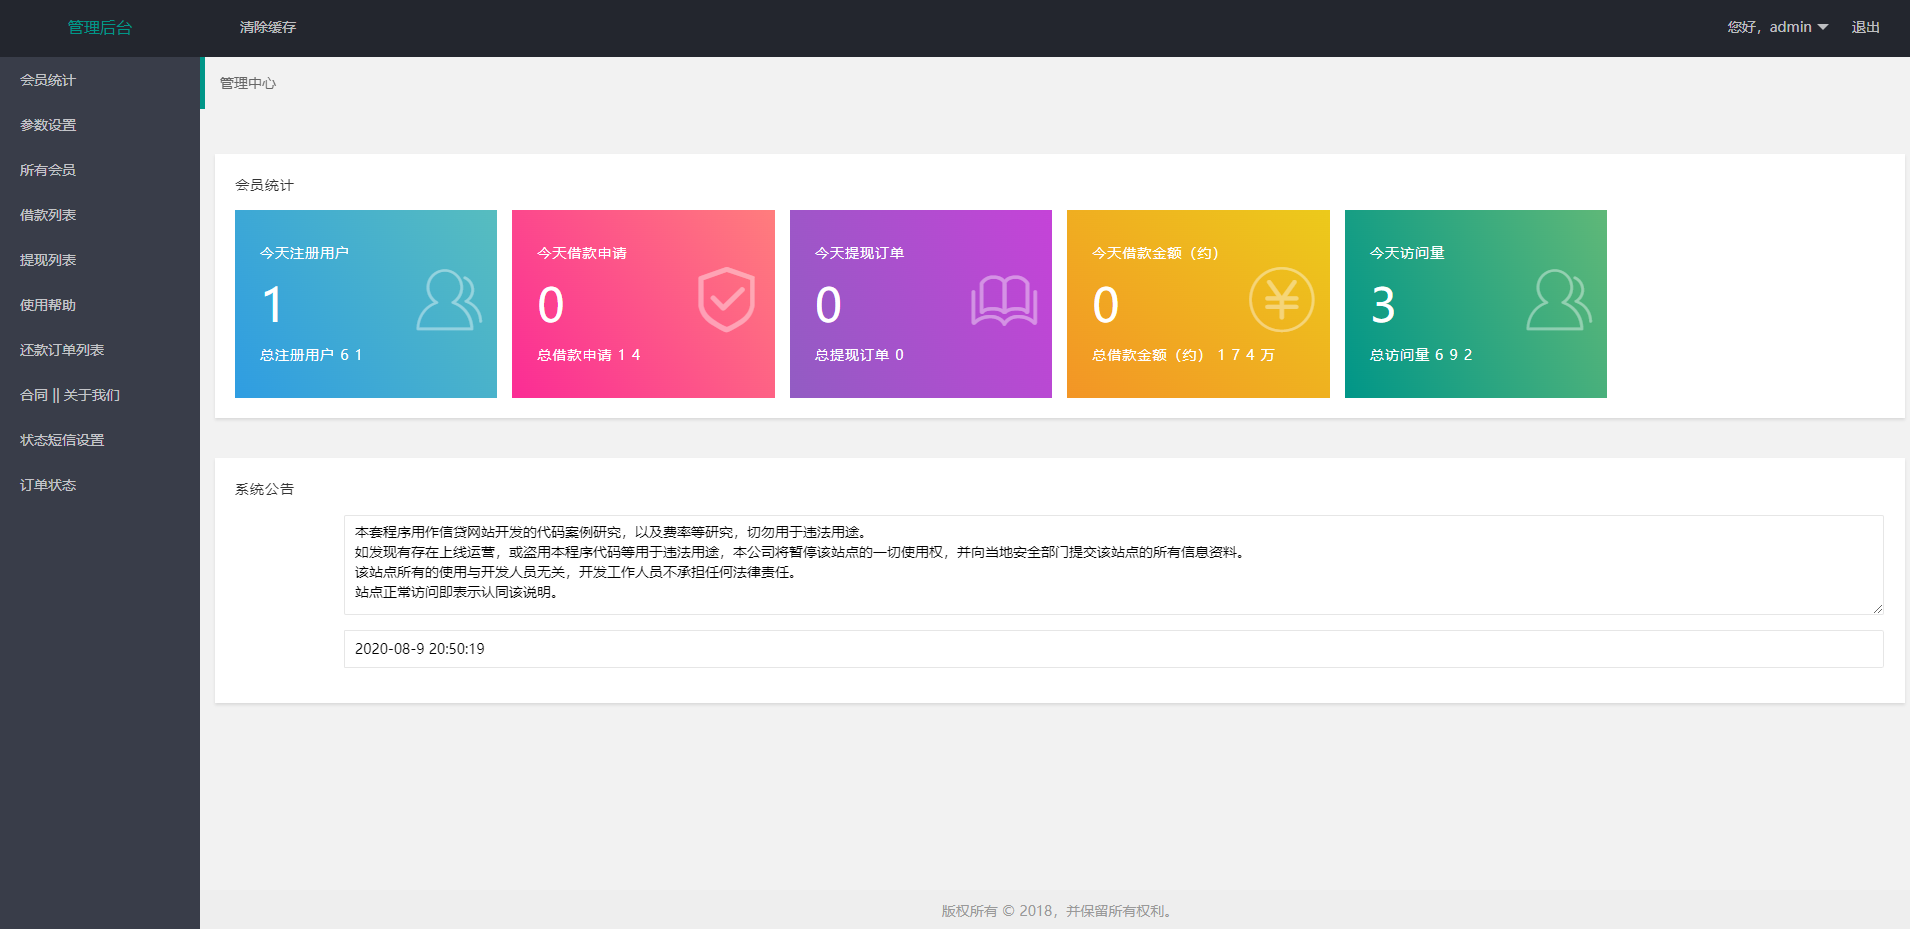 管理后台
清除缓存
您好，admin
退出
会员统计
参数设置
所有会员
借款列表
提现列表
使用帮助
还款订单列表
合同 || 关于我们
状态短信设置
订单状态
管理中心
会员统计
今天注册用户
1
总注册用户 6 1
今天借款申请
0
总借款申请 1 4
今天提现订单
0
总提现订单 0
今天借款金额（约）
0
总借款金额（约） 1 7 4 万
今天访问量
3
总访问量 6 9 2
系统公告
本套程序用作信贷网站开发的代码案例研究，以及费率等研究，切勿用于违法用途。
如发现有存在上线运营，或盗用本程序代码等用于违法用途，本公司将暂停该站点的一切使用权，并向当地安全部门提交该站点的所有信息资料。
该站点所有的使用与开发人员无关，开发工作人员不承担任何法律责任。
站点正常访问即表示认同该说明。
2020-08-9 20:50:19
版权所有 © 2018，并保留所有权利。